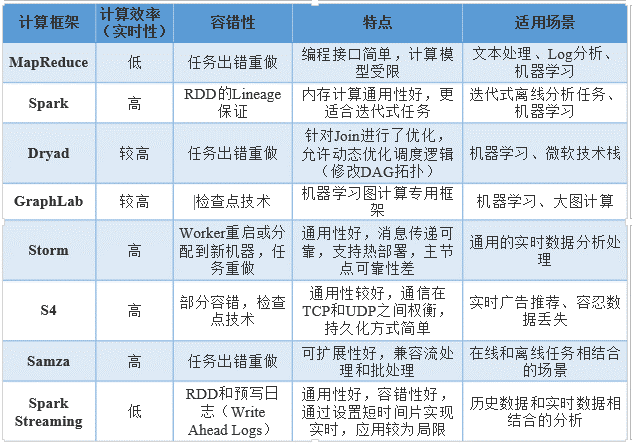 计算框架 计算效率（实时性） 容错性 特点 适用场景
MapReduce 低 任务出错重做 编程接口简单，计算模型受限 文本处理、Log分析、机器学习
Spark 高 RDD的Lineage保证 内存计算通用性好，更适合迭代式任务 迭代式离线分析任务、机器学习
Dryad 较高 任务出错重做 针对Join进行了优化，允许动态优化调度逻辑（修改DAG拓扑） 机器学习、微软技术栈
GraphLab 较高 |检查点技术 机器学习图计算专用框架 机器学习、大图计算
Storm 高 Worker重启或分配到新机器，任务重做 通用性好，消息传递可靠，支持热部署，主节点可靠性差 通用的实时数据分析处理
S4 高 部分容错，检查点技术 通用性较好，通信在TCP和UDP之间权衡，持久化方式简单 实时广告推荐、容忍数据丢失
Samza 高 任务出错重做 可扩展性好，兼容流处理和批处理 在线和离线任务相结合的场景
Spark Streaming 低 RDD和预写日志（Write Ahead Logs） 通用性好，容错性好，通过设置短时间片实现实时，应用较为局限 历史数据和实时数据相结合的分析